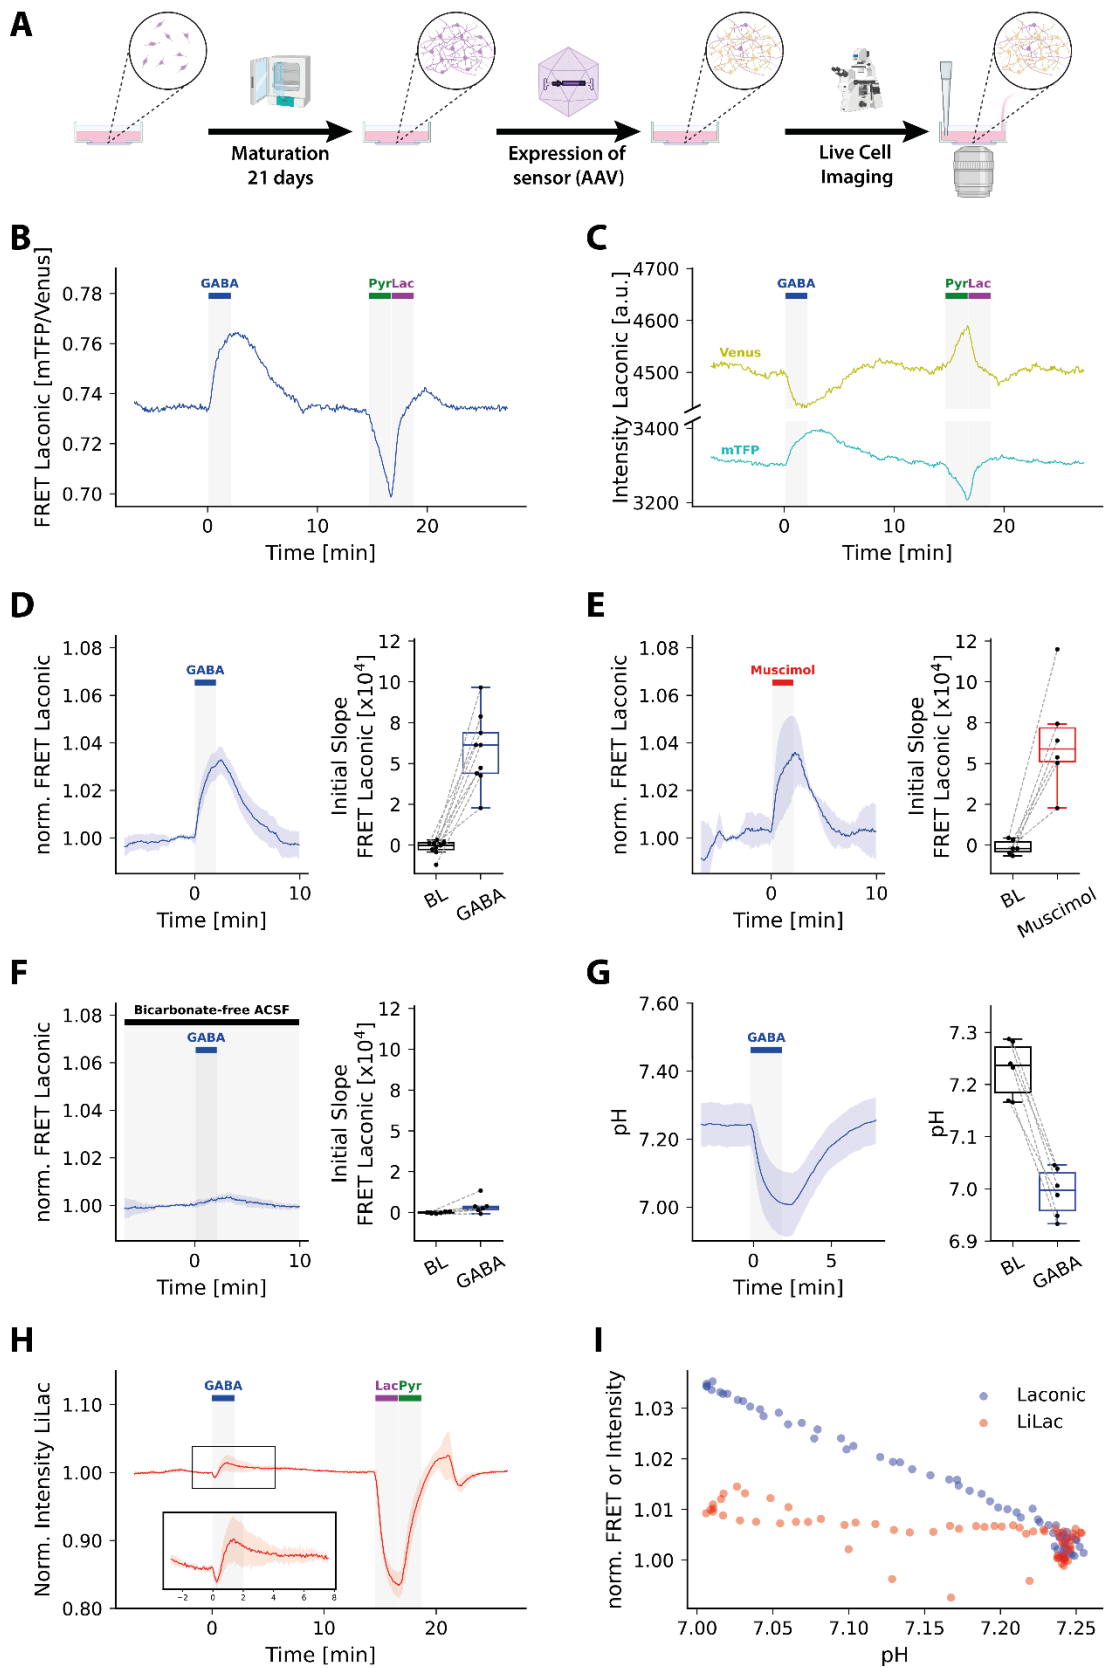 A
Maturation
21 days
Expression of
sensor (AAV)
Live Cell
Imaging
B
FRET Laconic [mTFP/Venus]
0.78
0.76
0.74
0.72
0.70
GABA
Pyr Lac
0
10
20
Time [min]
C
Intensity Laconic [a.u.]
4700
4600
4500
3400
3200
GABA
Pyr Lac
Venus
mTFP
0
10
20
Time [min]
D
norm. FRET Laconic
1.08
1.06
1.04
1.02
1.00
GABA
0
10
Time [min]
Initial Slope
FRET Laconic [x10⁴]
12
10
8
5
2
0
BL
GABA
E
norm. FRET Laconic
1.08
1.06
1.04
1.02
1.00
Muscimol
0
10
Time [min]
Initial Slope
FRET Laconic [x10⁴]
12
10
8
5
2
0
BL
Muscimol
F
norm. FRET Laconic
1.08
1.06
1.04
1.02
1.00
Bicarbonate-free ACSF
GABA
0
10
Time [min]
Initial Slope
FRET Laconic [x10⁴]
12
10
8
5
2
0
BL
GABA
G
pH
7.60
7.40
7.20
7.00
GABA
0
5
Time [min]
pH
7.3
7.2
7.1
7.0
6.9
BL
GABA
H
Norm. Intensity LiLac
1.10
1.00
0.90
0.80
GABA
Lac Pyr
−2
0
2
4
6
8
0
10
20
Time [min]
I
norm. FRET or Intensity
1.03
1.02
1.01
1.00
Laconic
LiLac
7.00
7.05
7.10
7.15
7.20
7.25
pH